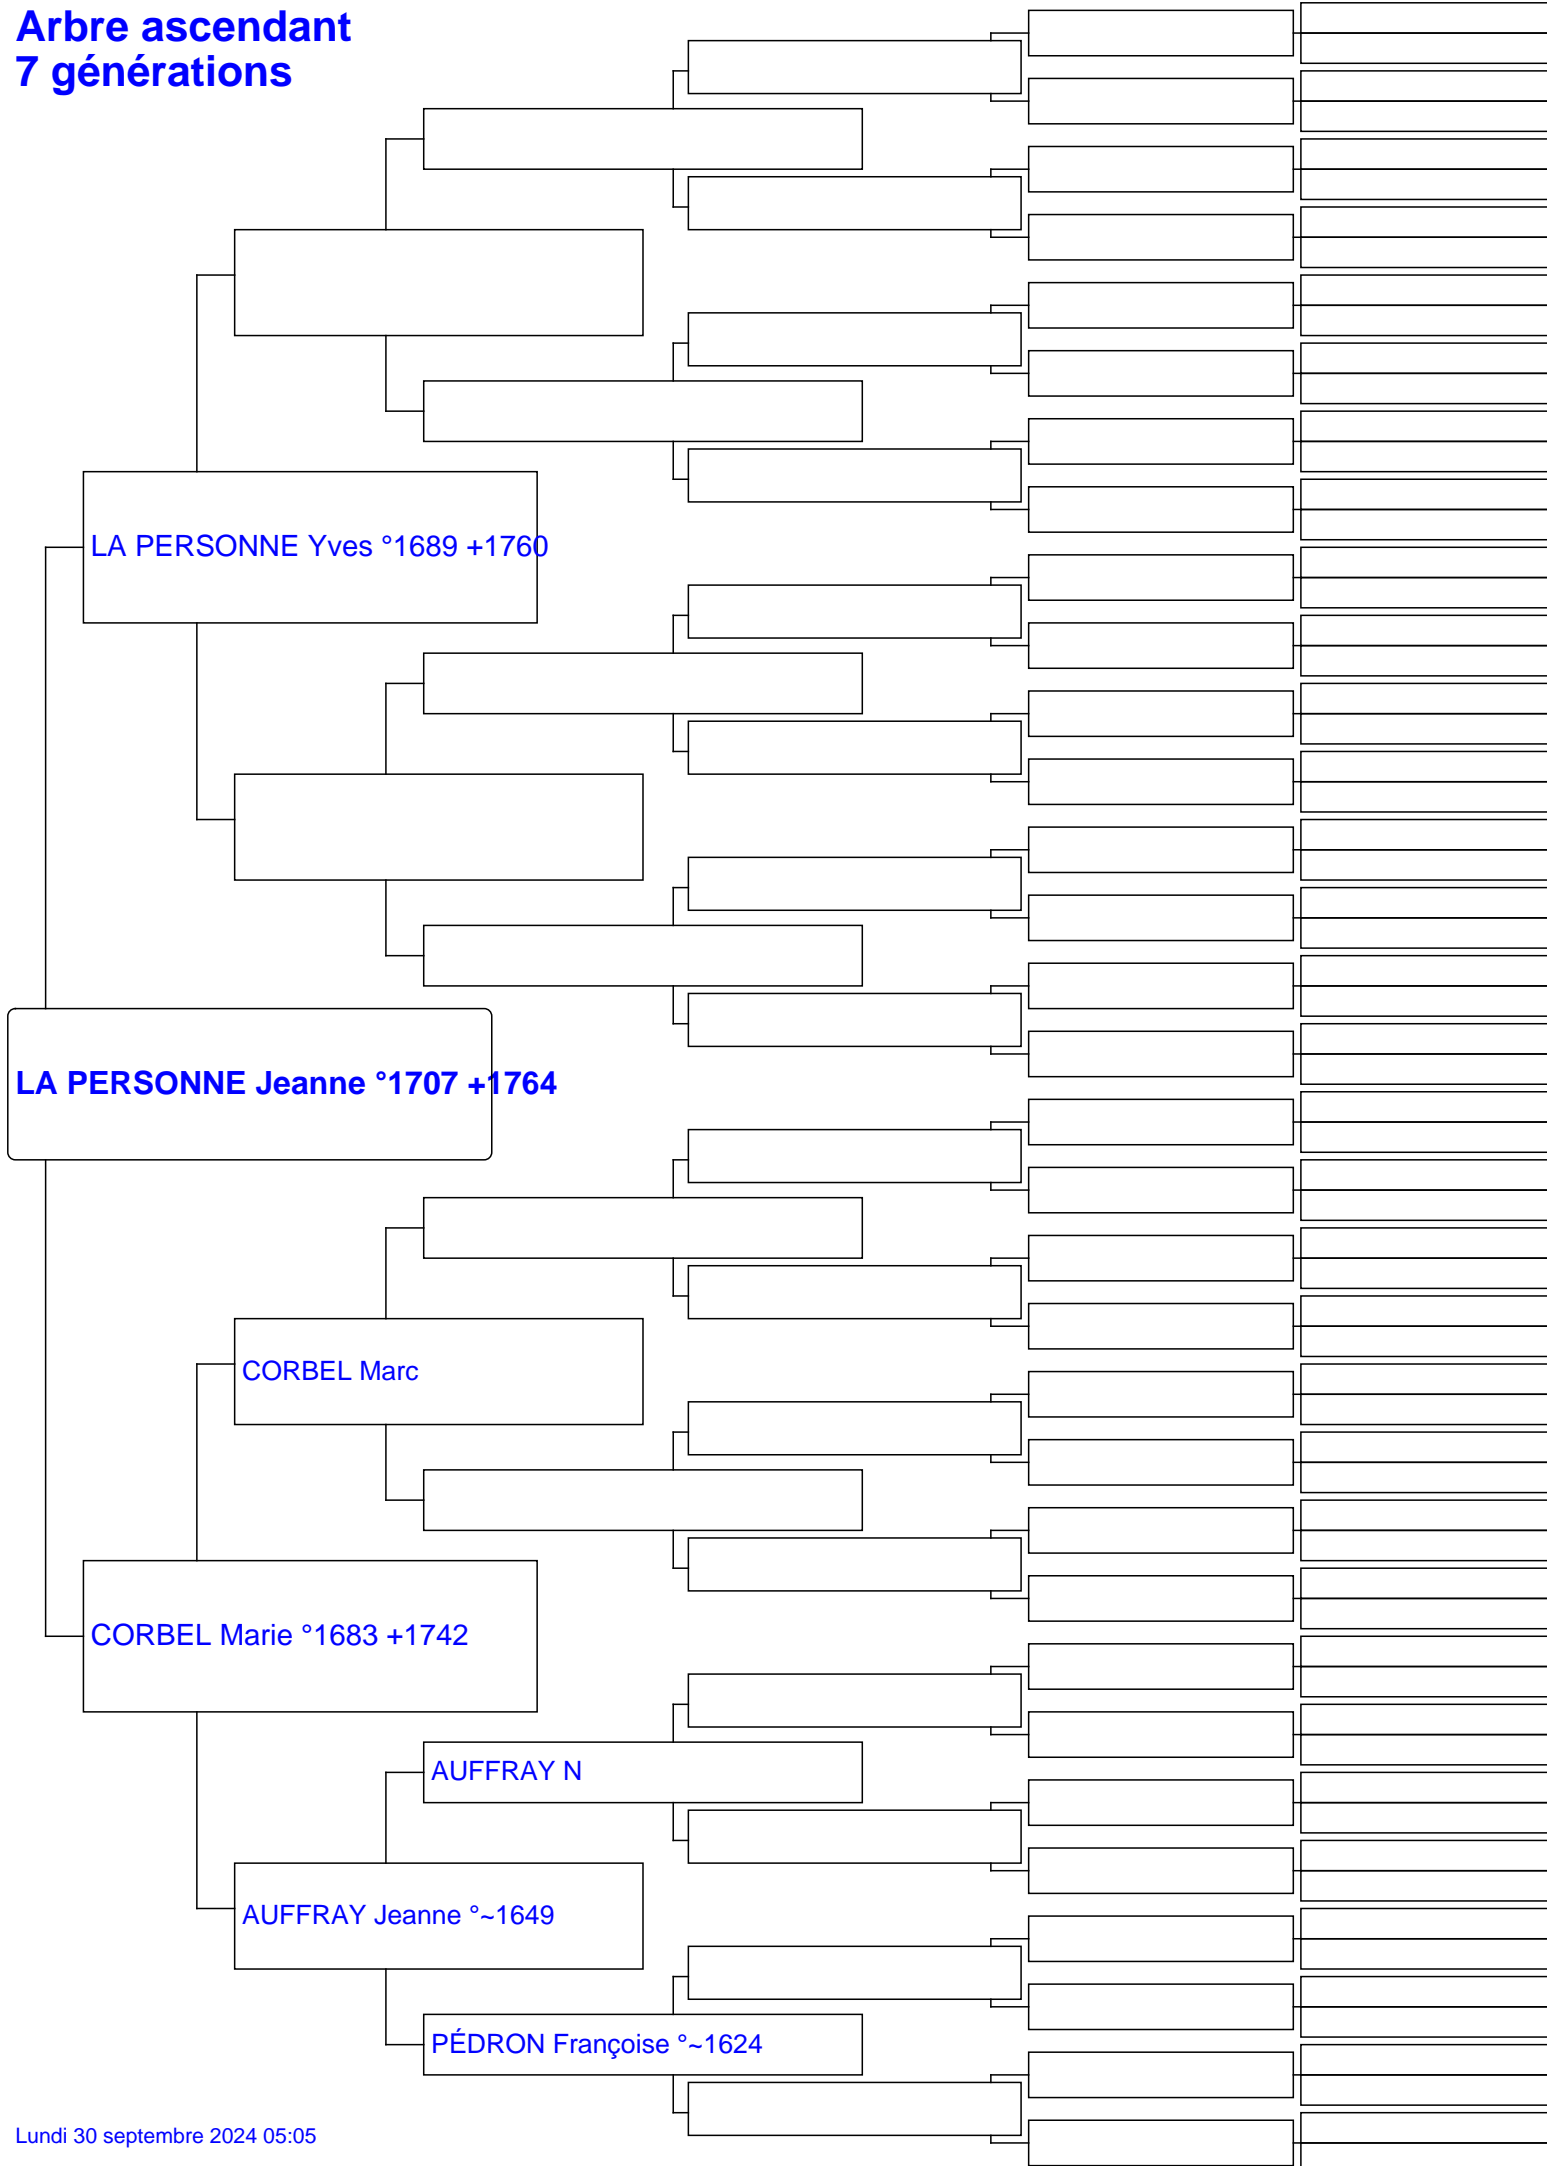 Arbre ascendant
7 générations
LA PERSONNE Yves °1689 +1760
LA PERSONNE Jeanne °1707 +1764
CORBEL Marc
CORBEL Marie °1683 +1742
AUFFRAY N
AUFFRAY Jeanne °~1649
PÉDRON Françoise °~1624
Lundi 30 septembre 2024 05:05